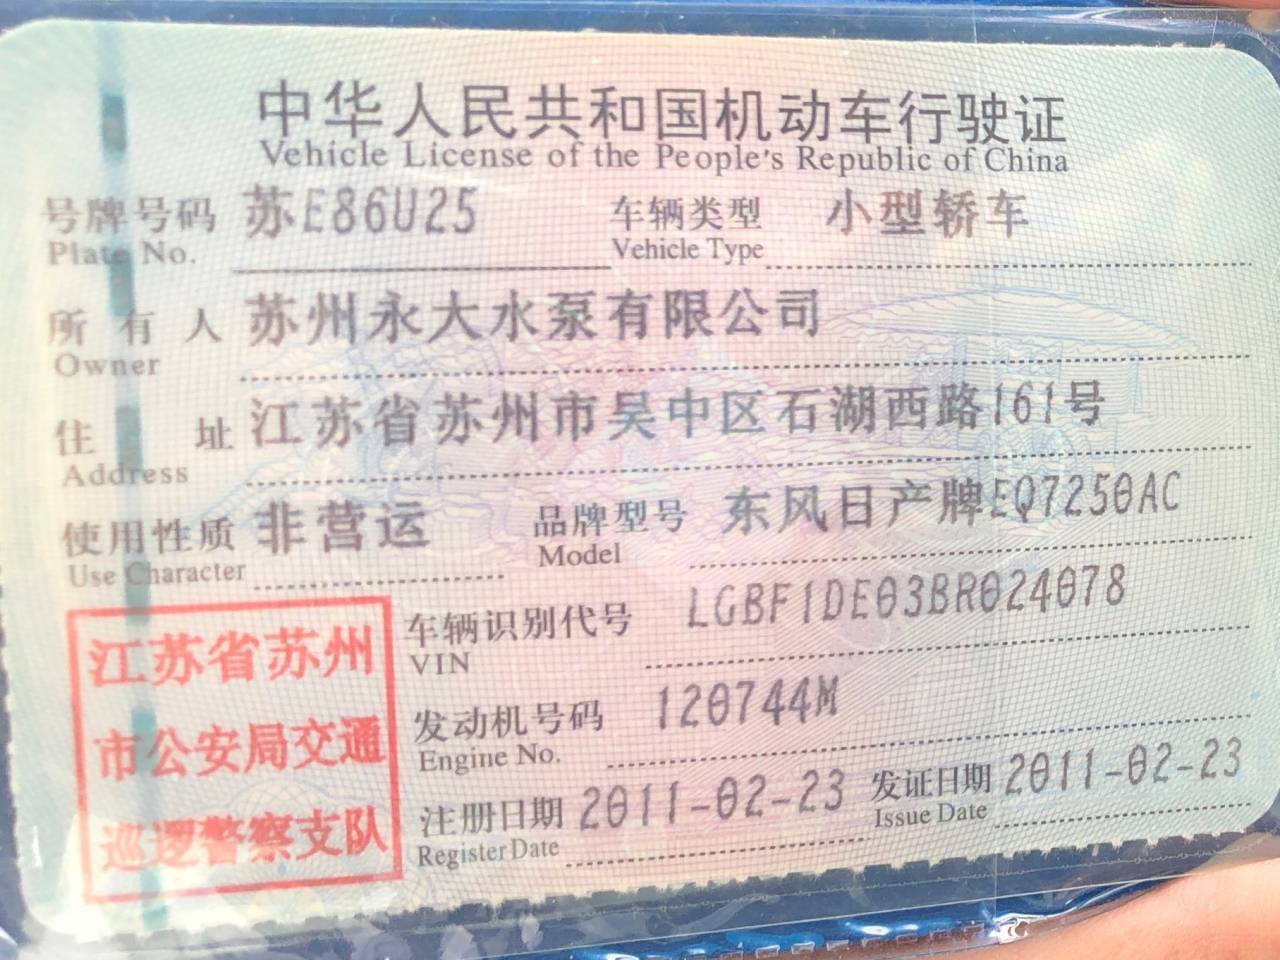 中华人民共和国机动车行驶证
Vehicle License of the People's Republic of China
号牌号码 苏E86U25 车辆类型 小型轿车
Plate No. Vehicle Type
所有人 苏州永大水泵有限公司
Owner
住址 江苏省苏州市吴中区石湖西路161号
Address
使用性质 非营运 品牌型号 东风日产牌EQ7250AC
Use Character Model
车辆识别代号 LGBF1DE03BR024078
VIN
发动机号码 120744M
Engine No.
注册日期 2011-02-23 发证日期 2011-02-23
Register Date Issue Date
江苏省苏州
市公安局交通
巡逻警察支队